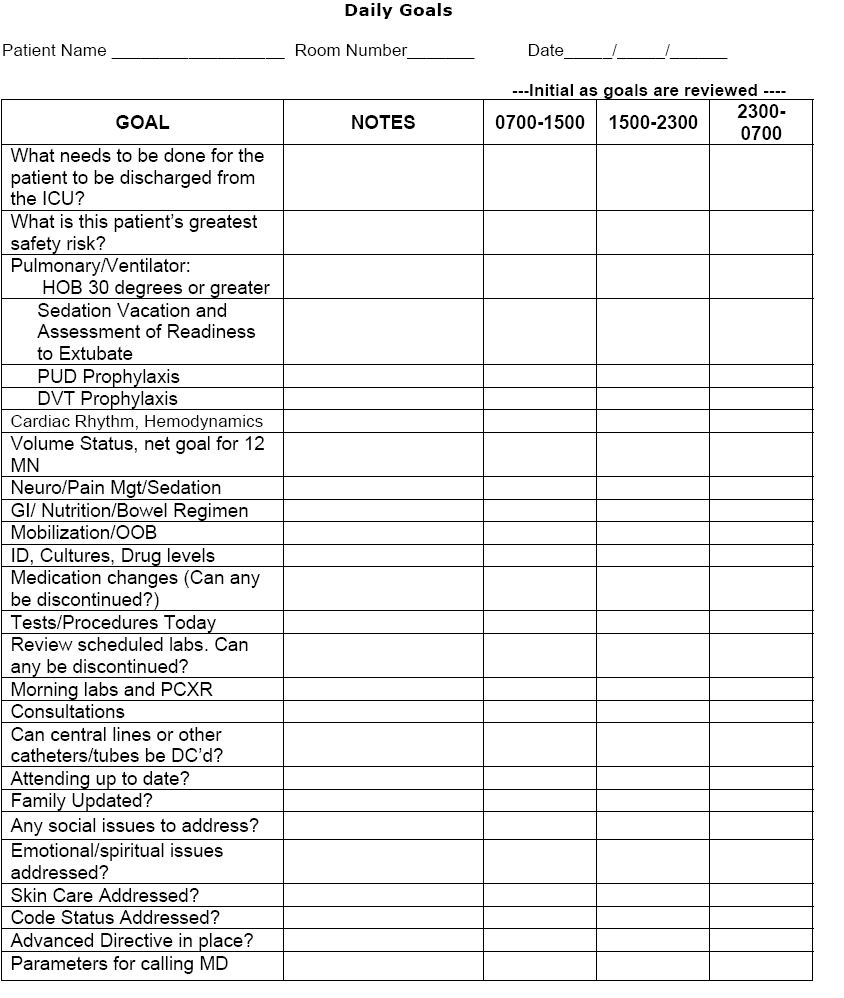 Daily Goals
Patient Name __________________ Room Number_______ Date_____/_____/______
---Initial as goals are reviewed ----
GOAL NOTES 0700-1500 1500-2300 2300-
0700
What needs to be done for the
patient to be discharged from
the ICU?
What is this patient’s greatest
safety risk?
Pulmonary/Ventilator:
HOB 30 degrees or greater
Sedation Vacation and
Assessment of Readiness
to Extubate
PUD Prophylaxis
DVT Prophylaxis
Cardiac Rhythm, Hemodynamics
Volume Status, net goal for 12
MN
Neuro/Pain Mgt/Sedation
GI/ Nutrition/Bowel Regimen
Mobilization/OOB
ID, Cultures, Drug levels
Medication changes (Can any
be discontinued?)
Tests/Procedures Today
Review scheduled labs. Can
any be discontinued?
Morning labs and PCXR
Consultations
Can central lines or other
catheters/tubes be DC’d?
Attending up to date?
Family Updated?
Any social issues to address?
Emotional/spiritual issues
addressed?
Skin Care Addressed?
Code Status Addressed?
Advanced Directive in place?
Parameters for calling MD